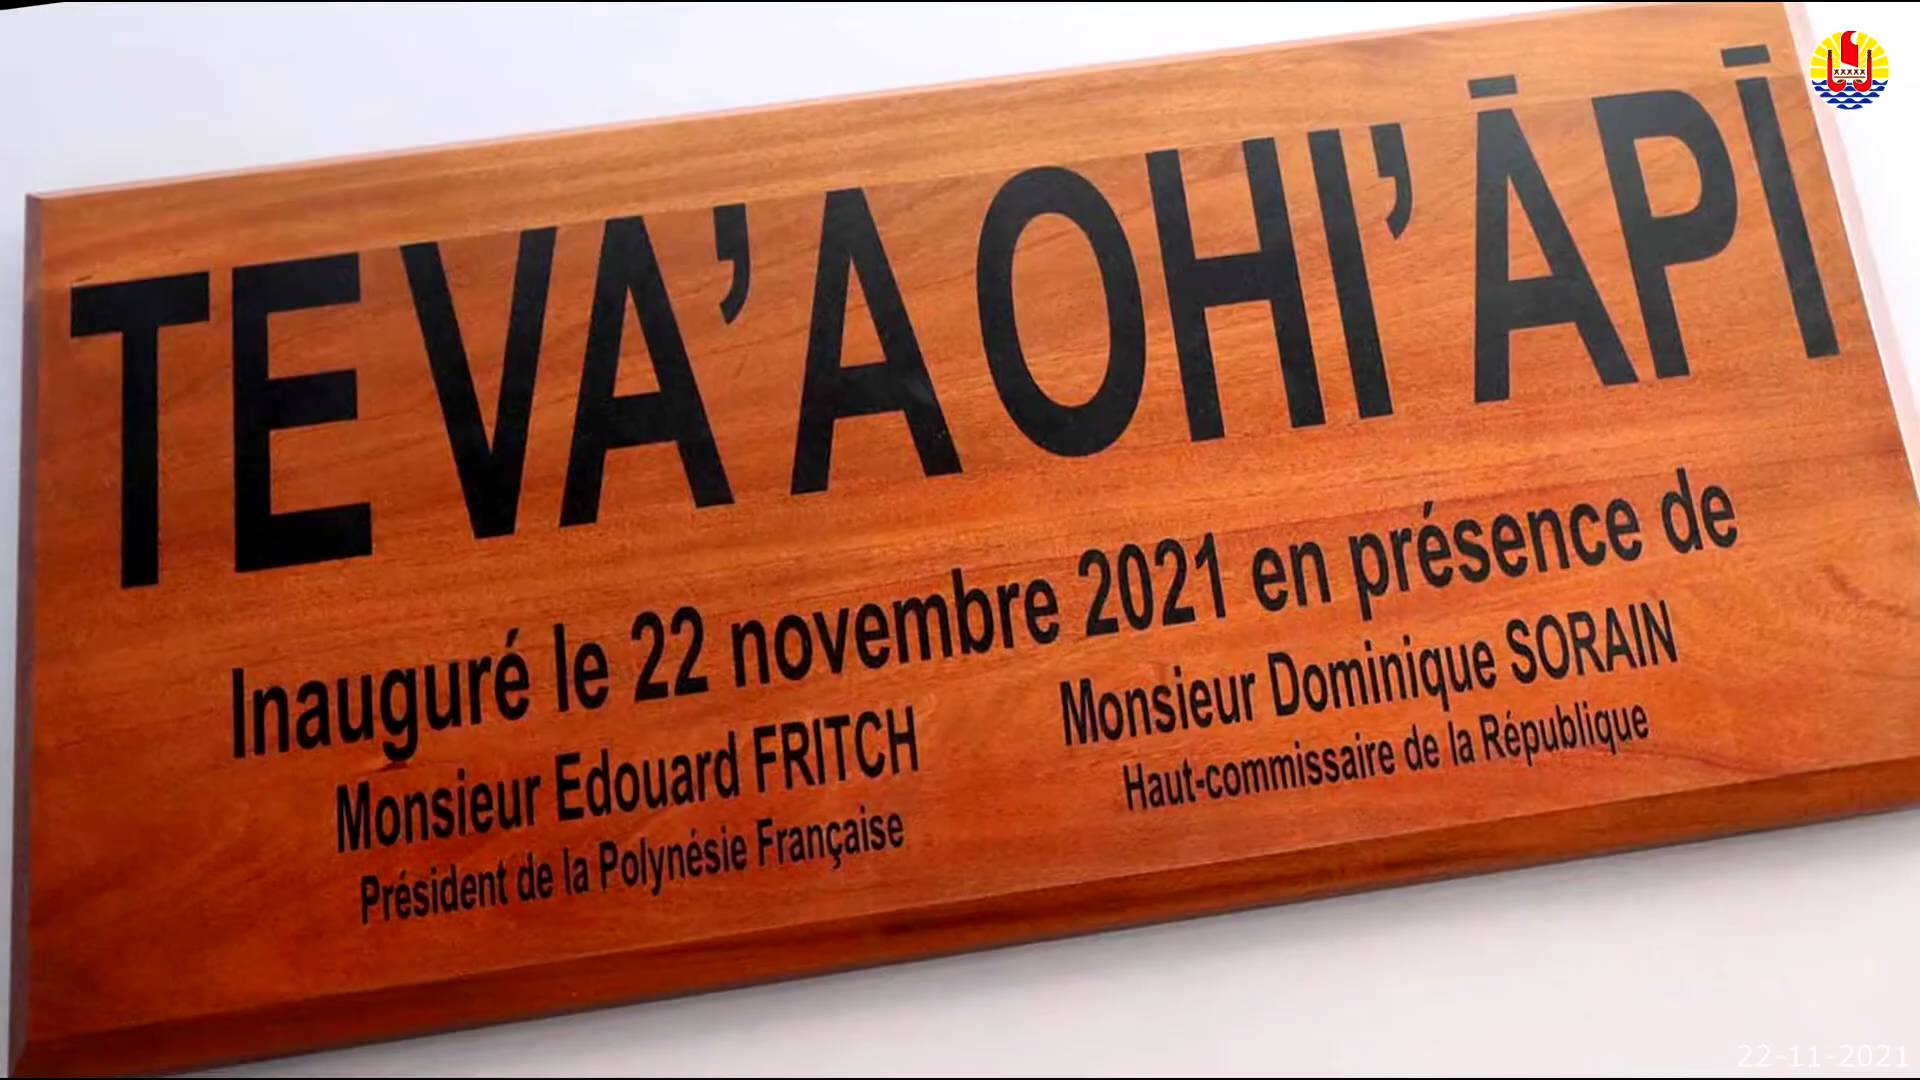 TE VA’A OHI ’ĀPĪ
Inauguré le 22 novembre 2021 en présence de
Monsieur Edouard FRITCH
Président de la Polynésie Française
Monsieur Dominique SORAIN
Haut-commissaire de la République
22-11-2021